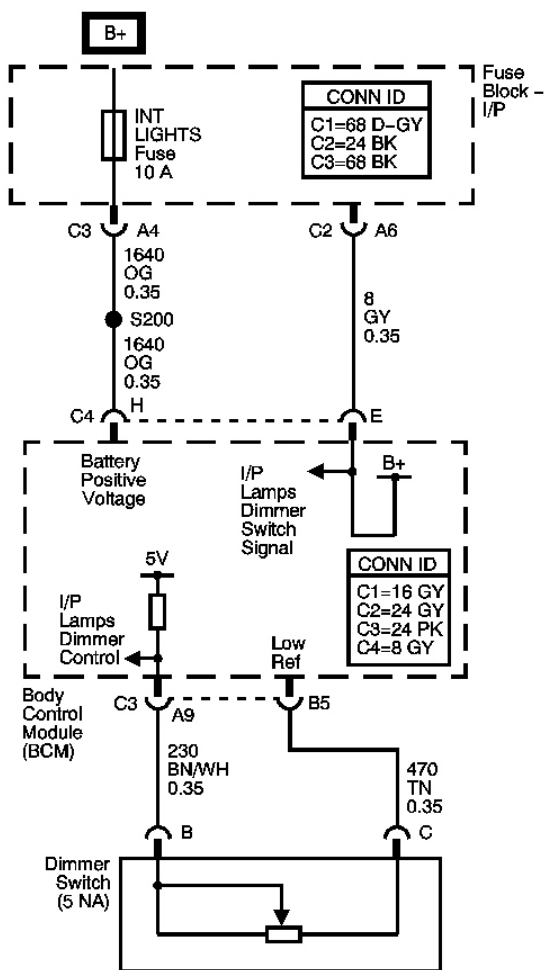 B+
Fuse
Block –
I/P
INT
LIGHTS
Fuse
10 A
CONN ID
C1=68 D-GY
C2=24 BK
C3=68 BK
C3 A4
C2 A6
1640
OG
0.35
8
GY
0.35
S200
1640
OG
0.35
C4 H
E
Battery
Positive
Voltage
I/P
Lamps
Dimmer
Switch
Signal
B+
5V
I/P
Lamps
Dimmer
Control
Low
Ref
CONN ID
C1=16 GY
C2=24 GY
C3=24 PK
C4=8 GY
Body
Control
Module
(BCM)
C3 A9
B5
230
BN/WH
0.35
470
TN
0.35
B
C
Dimmer
Switch
(5 NA)